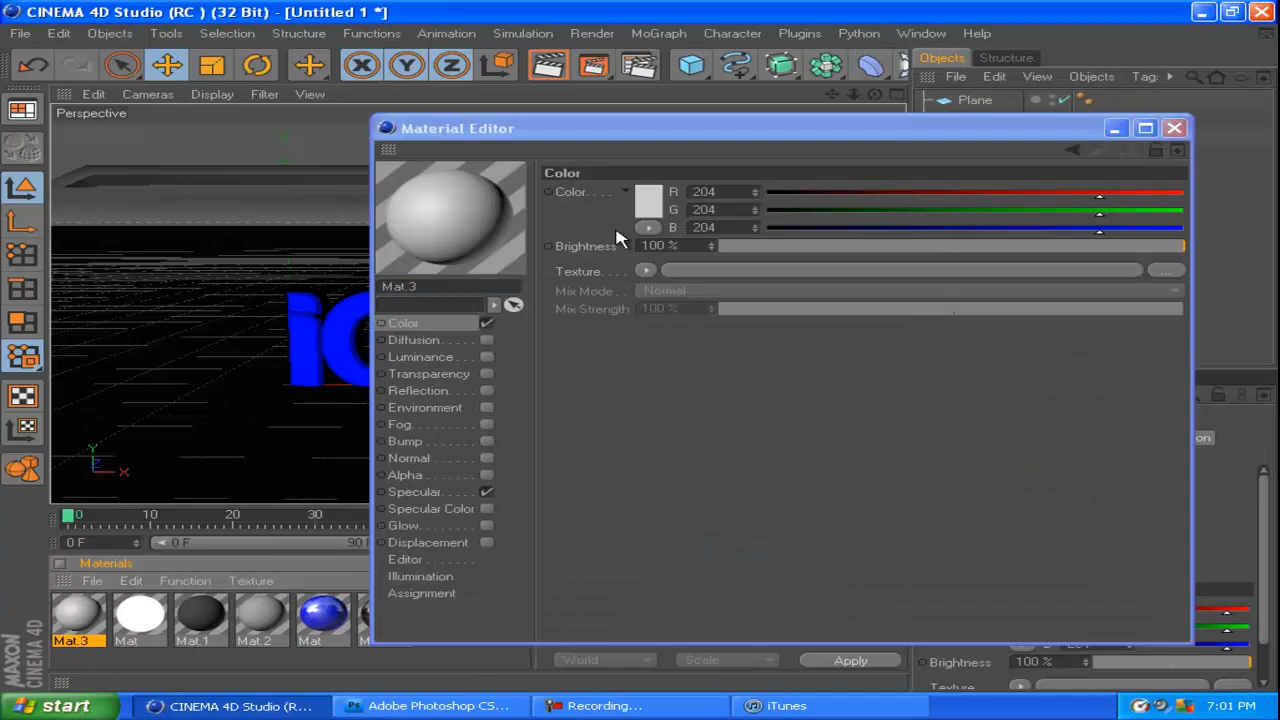 CINEMA 4D Studio (RC ) (32 Bit) - [Untitled 1 *]
File Edit Objects Tools Selection Structure Functions Animation Simulation Render MoGraph Character Plugins Python Window Help
Objects Structure
Edit Cameras Display Filter View
File Edit View Objects Tag
Perspective
Plane
Material Editor
Color
Color. . . . R 204
G 204
B 204
Brightness 100 %
Texture. . . . ...
Mix Mode . . Normal
Mix Strength 100 %
Mat.3
Color
Diffusion
Luminance
Transparency
Reflection
Environment
Fog
Bump
Normal
Alpha
Specular
Specular Color
Glow
Displacement
Editor
Illumination
Assignment
iC
Y
Z X
0 10 20 30
0 F 0 F 90 F
Materials
File Edit Function Texture
Mat.3 Mat Mat.1 Mat.2 Mat
World Scale Apply
Brightness 100 %
Texture
MAXON
CINEMA 4D
start CINEMA 4D Studio (R... Adobe Photoshop CS... Recording... iTunes 7:01 PM